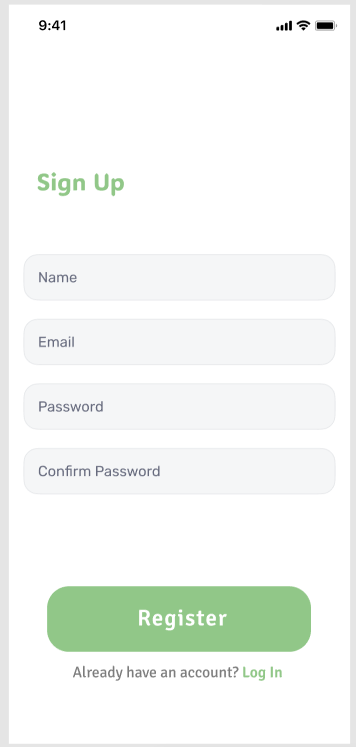 9:41
Sign Up
Name
Email
Password
Confirm Password
Register
Already have an account? Log In